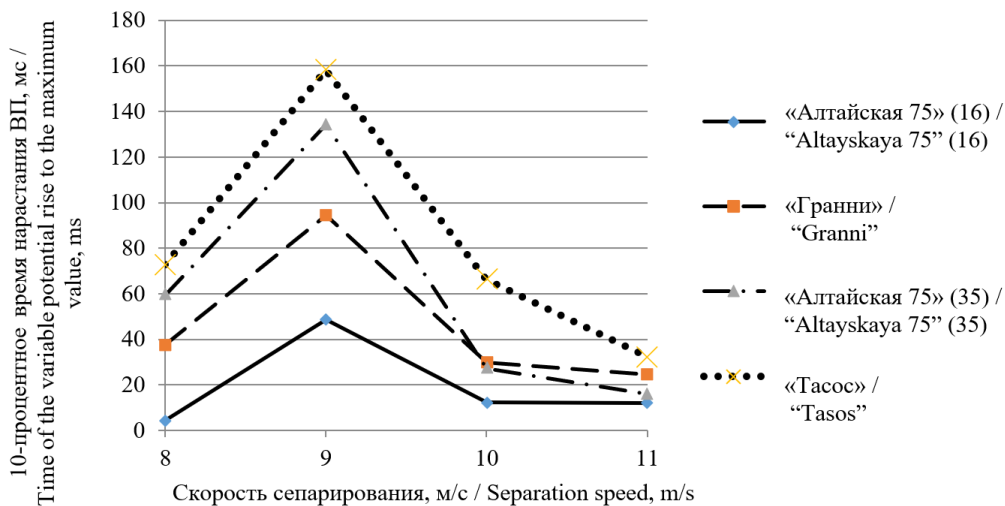 10-процентное время нарастания ВП, мс /
Time of the variable potential rise to the maximum
value, ms
180
160
140
120
100
80
60
40
20
0
8
9
10
11
Скорость сепарирования, м/с / Separation speed, m/s
«Алтайская 75» (16) /
“Altayskaya 75” (16)
«Гранни» /
“Granni”
«Алтайская 75» (35) /
“Altayskaya 75” (35)
«Тасос» /
“Tasos”